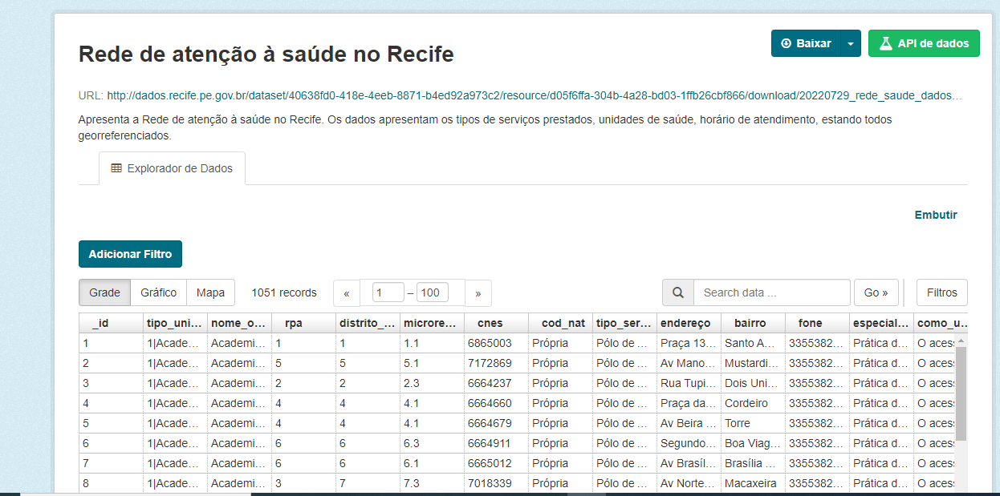 Rede de atenção à saúde no Recife
Baixar
API de dados
URL: http://dados.recife.pe.gov.br/dataset/40638fd0-418e-4eeb-8871-b4ed92a973c2/resource/d05f6ffa-304b-4a28-bd03-1ffb26cbf866/download/20220729_rede_saude_dados...
Apresenta a Rede de atenção à saúde no Recife. Os dados apresentam os tipos de serviços prestados, unidades de saúde, horário de atendimento, estando todos
georreferenciados.
Explorador de Dados
Embutir
Adicionar Filtro
Grade Gráfico Mapa 1051 records « 1 – 100 » Search data ... Go » Filtros
_id tipo_uni... nome_o... rpa distrito_... microre... cnes cod_nat tipo_ser... endereço bairro fone especial... como_u...
1 1|Acade... Academi... 1 1 1.1 6865003 Própria Pólo de ... Praça 13... Santo A... 3355382... Prática d... O aces
2 1|Acade... Academi... 5 5 5.1 7172869 Própria Pólo de ... Av Mano... Mustardi... 3355382... Prática d... O aces
3 1|Acade... Academi... 2 2 2.3 6664237 Própria Pólo de ... Rua Tupi... Dois Uni... 3355382... Prática d... O aces
4 1|Acade... Academi... 4 4 4.1 6664660 Própria Pólo de ... Praça da... Cordeiro 3355382... Prática d... O aces
5 1|Acade... Academi... 4 4 4.1 6664679 Própria Pólo de ... Av Beira ... Torre 3355382... Prática d... O aces
6 1|Acade... Academi... 6 6 6.3 6664911 Própria Pólo de ... Segundo... Boa Viag... 3355382... Prática d... O aces
7 1|Acade... Academi... 6 6 6.1 6665012 Própria Pólo de ... Av Brasíl... Brasília ... 3355382... Prática d... O aces
8 1|Acade... Academi... 3 7 7.3 7018339 Própria Pólo de ... Av Norte... Macaxeira 3355382... Prática d... O aces